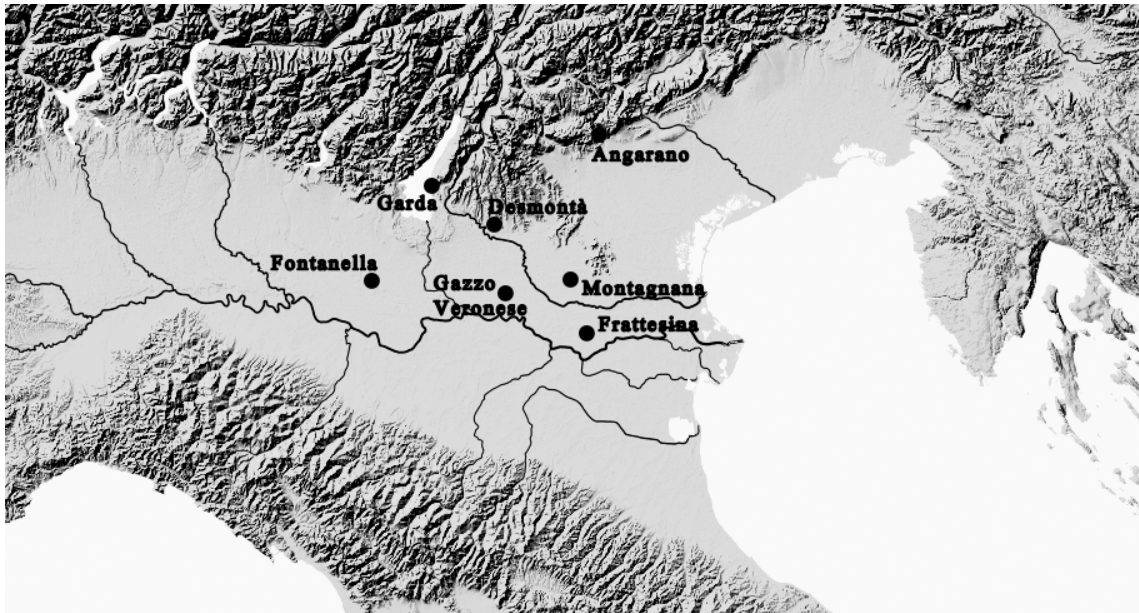 Angarano
Garda
Desmontà
Fontanella
Gazzo
Veronese
Montagnana
Frattesina